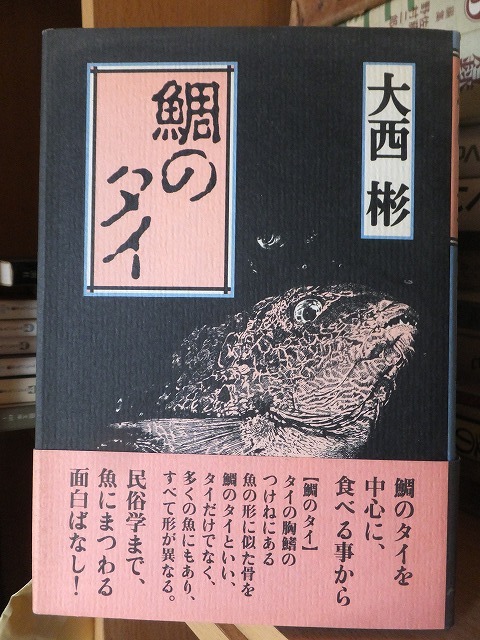 大西 彬
鯛の
タイ
鯛のタイを
中心に、
食べる事から
【鯛のタイ】
タイの胸鰭の
つけねにある
魚の形に似た骨を
鯛のタイといい、
タイだけでなく、
多くの魚にもあり、
すべて形が異なる。
民俗学まで、
魚にまつわる
面白ばなし！